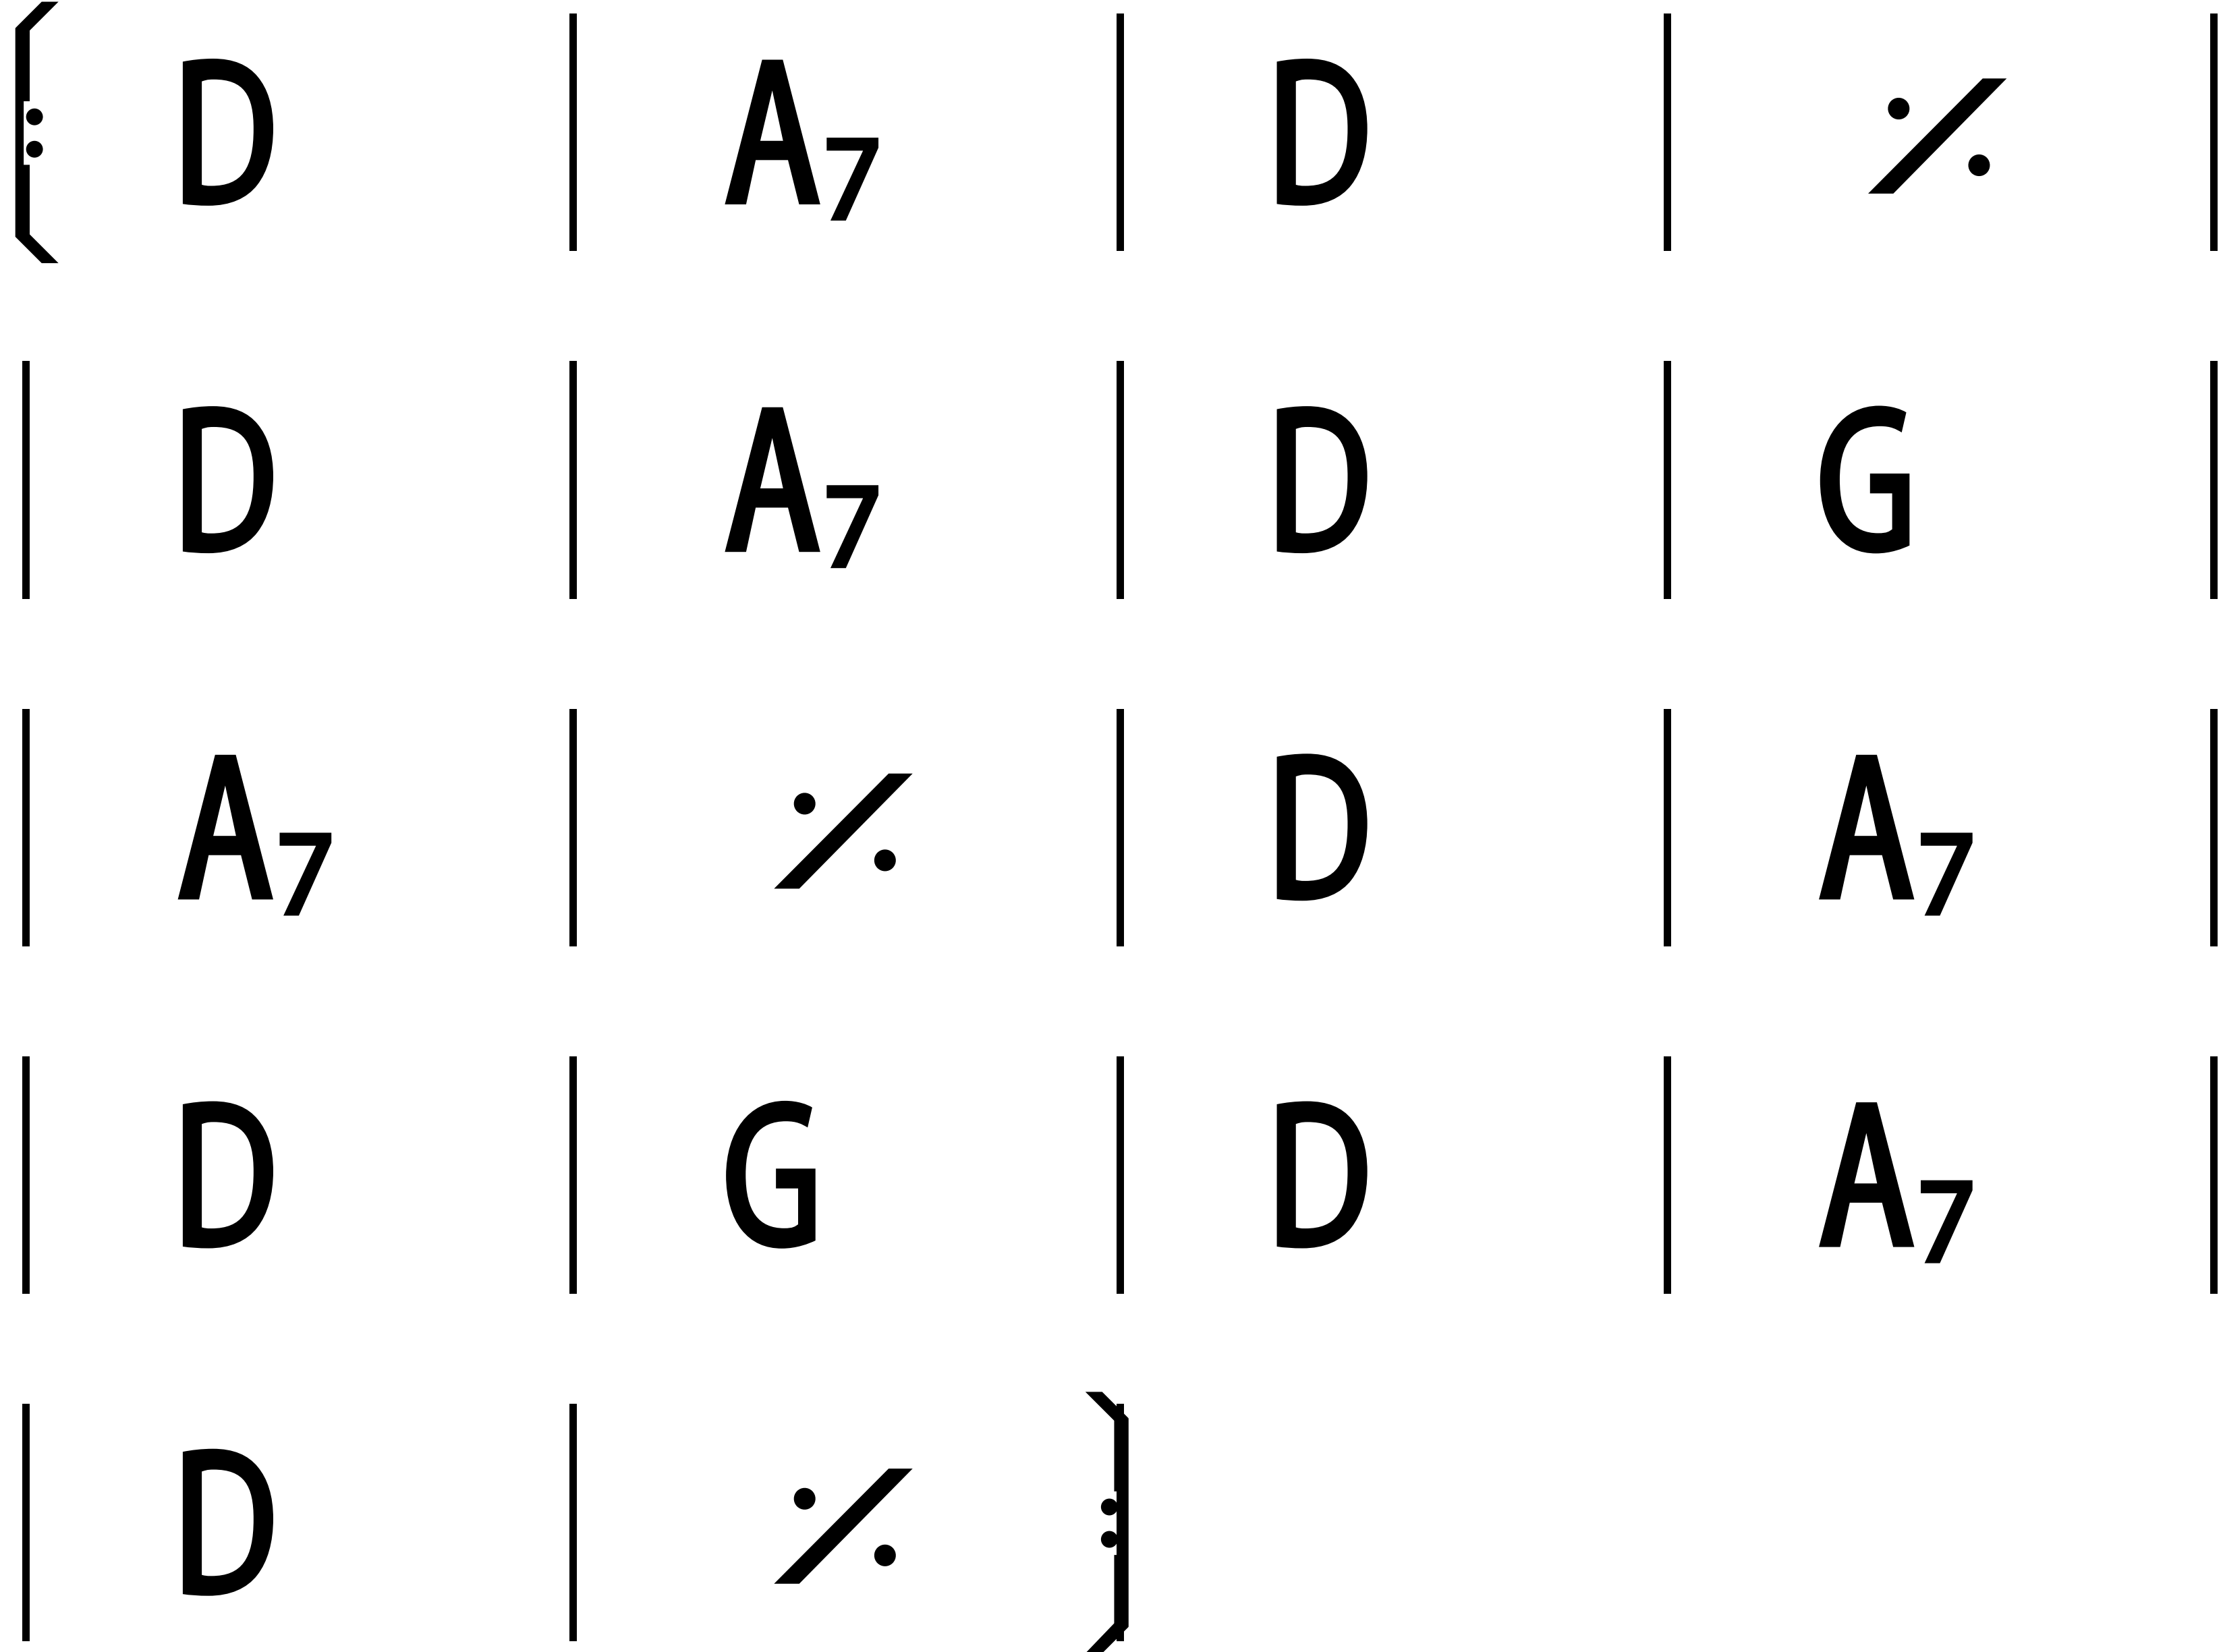 D | A7 | D | % |
| D | A7 | D | G |
| A7 | % | D | A7 |
| D | G | D | A7 |
| D | %